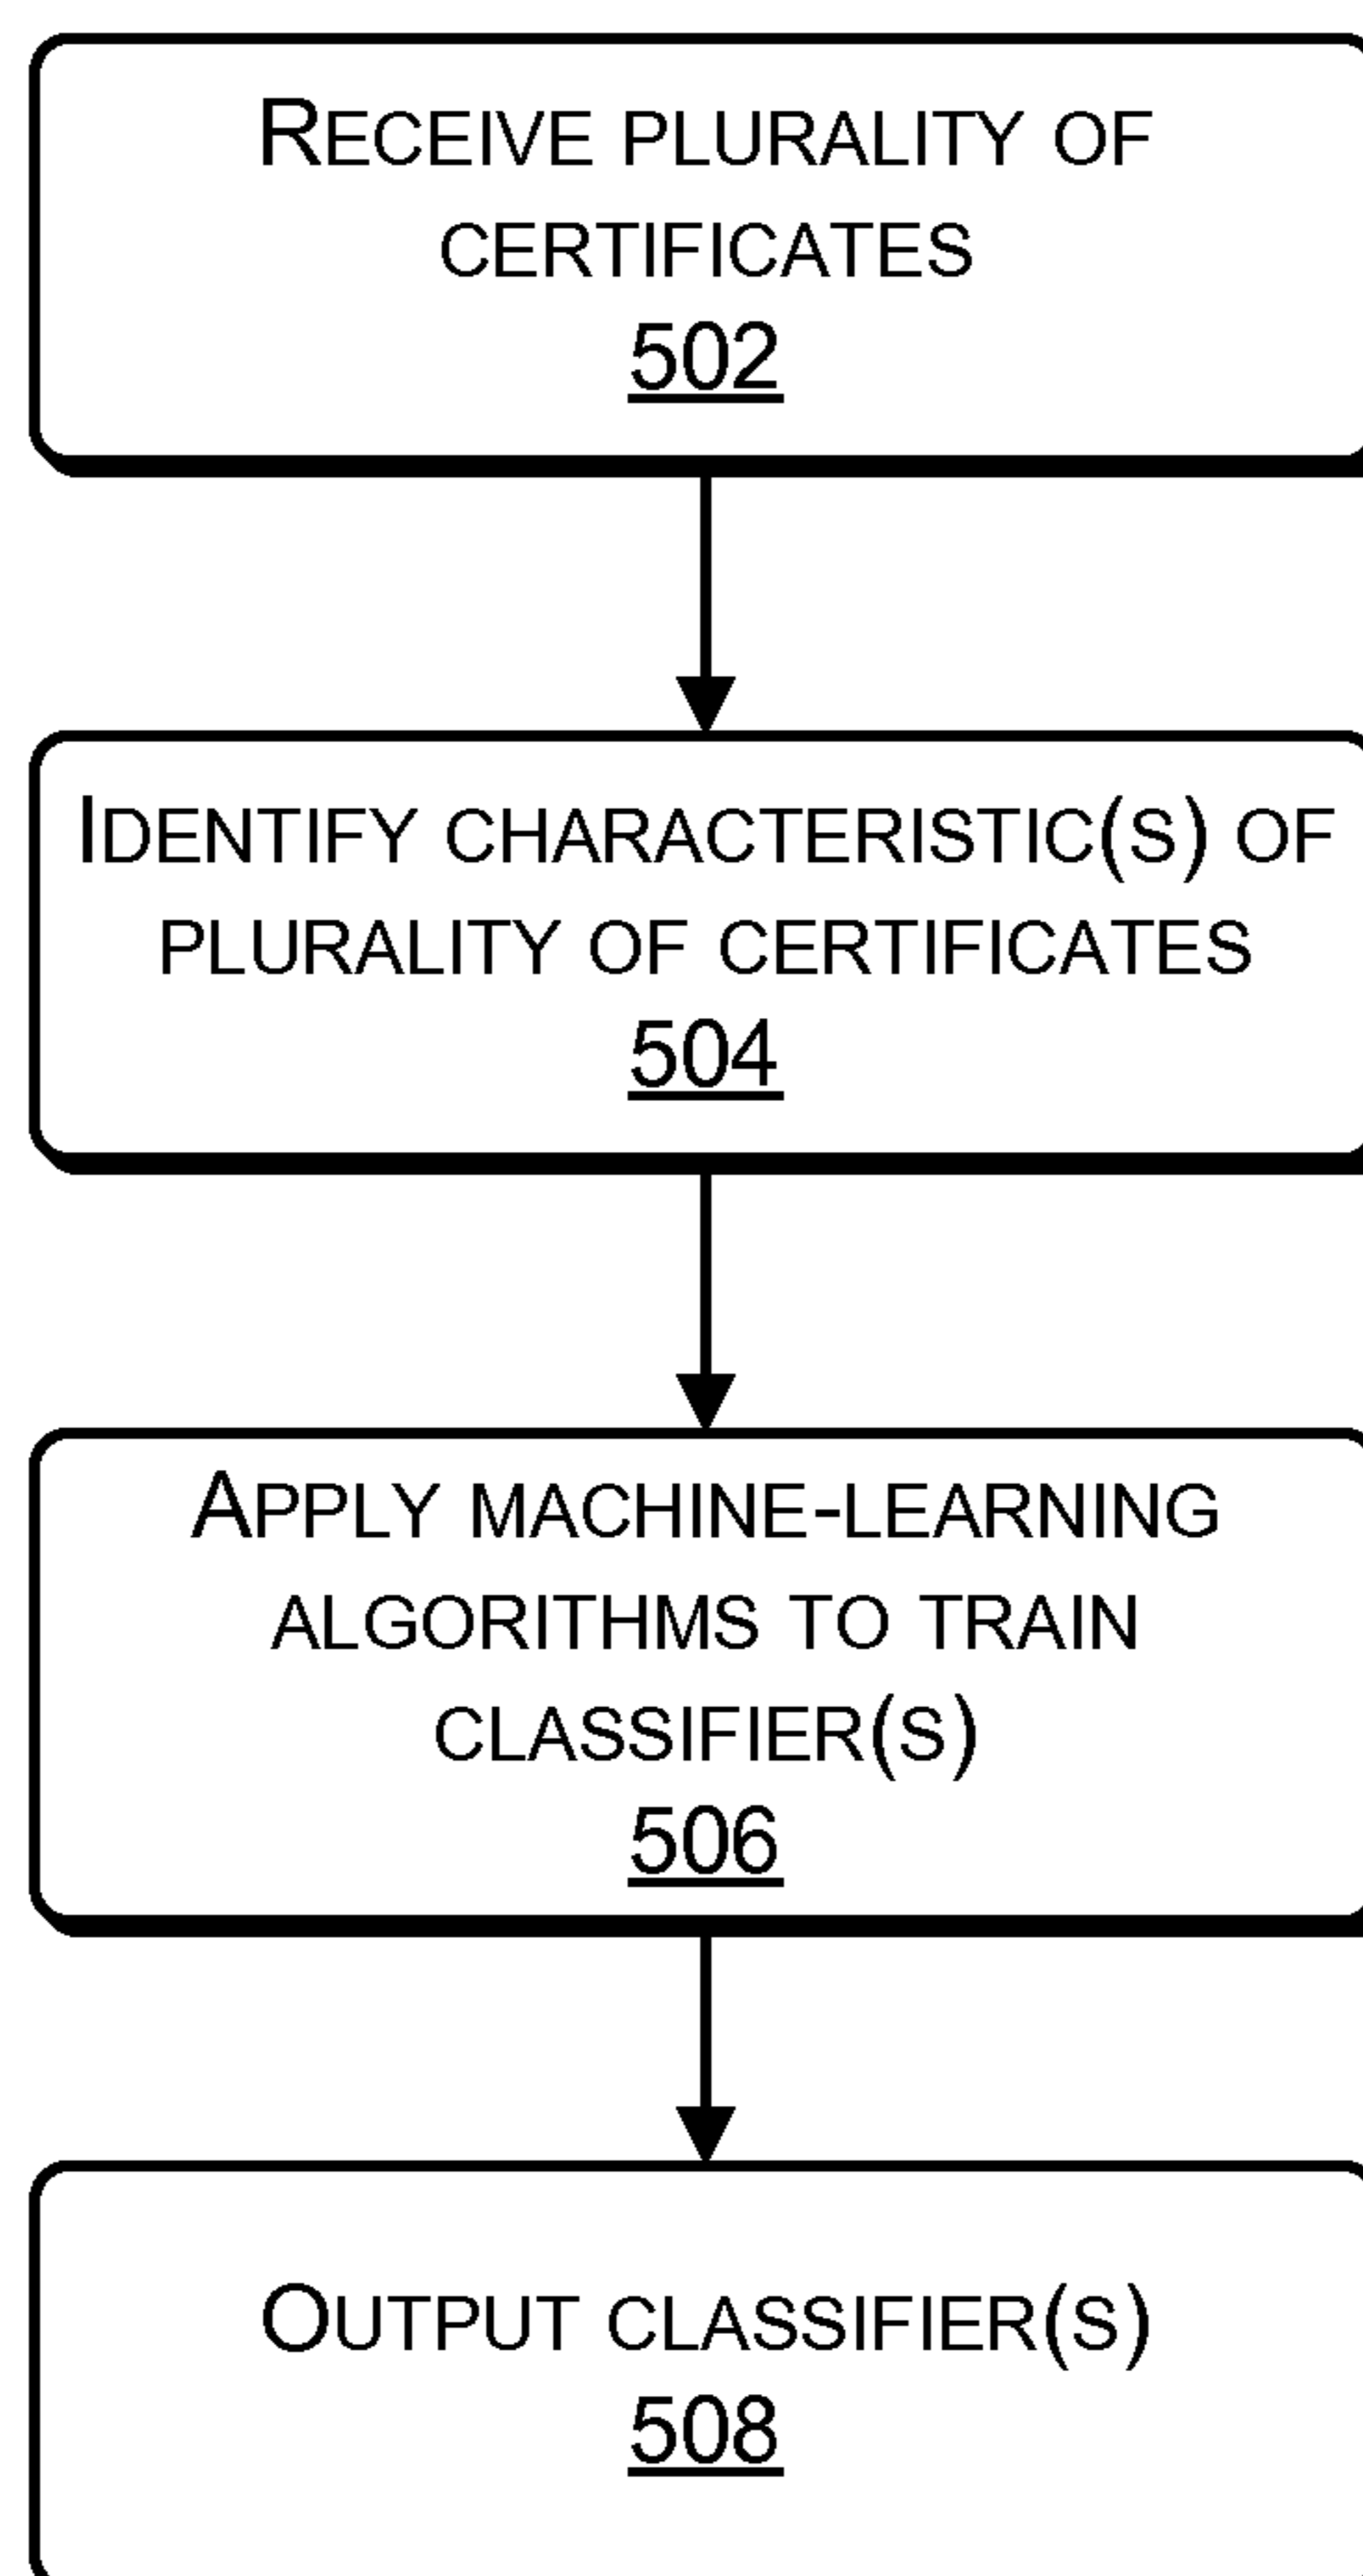 RECEIVE PLURALITY OF
CERTIFICATES
502
IDENTIFY CHARACTERISTIC(S) OF
PLURALITY OF CERTIFICATES
504
APPLY MACHINE-LEARNING
ALGORITHMS TO TRAIN
CLASSIFIER(S)
506
OUTPUT CLASSIFIER(S)
508